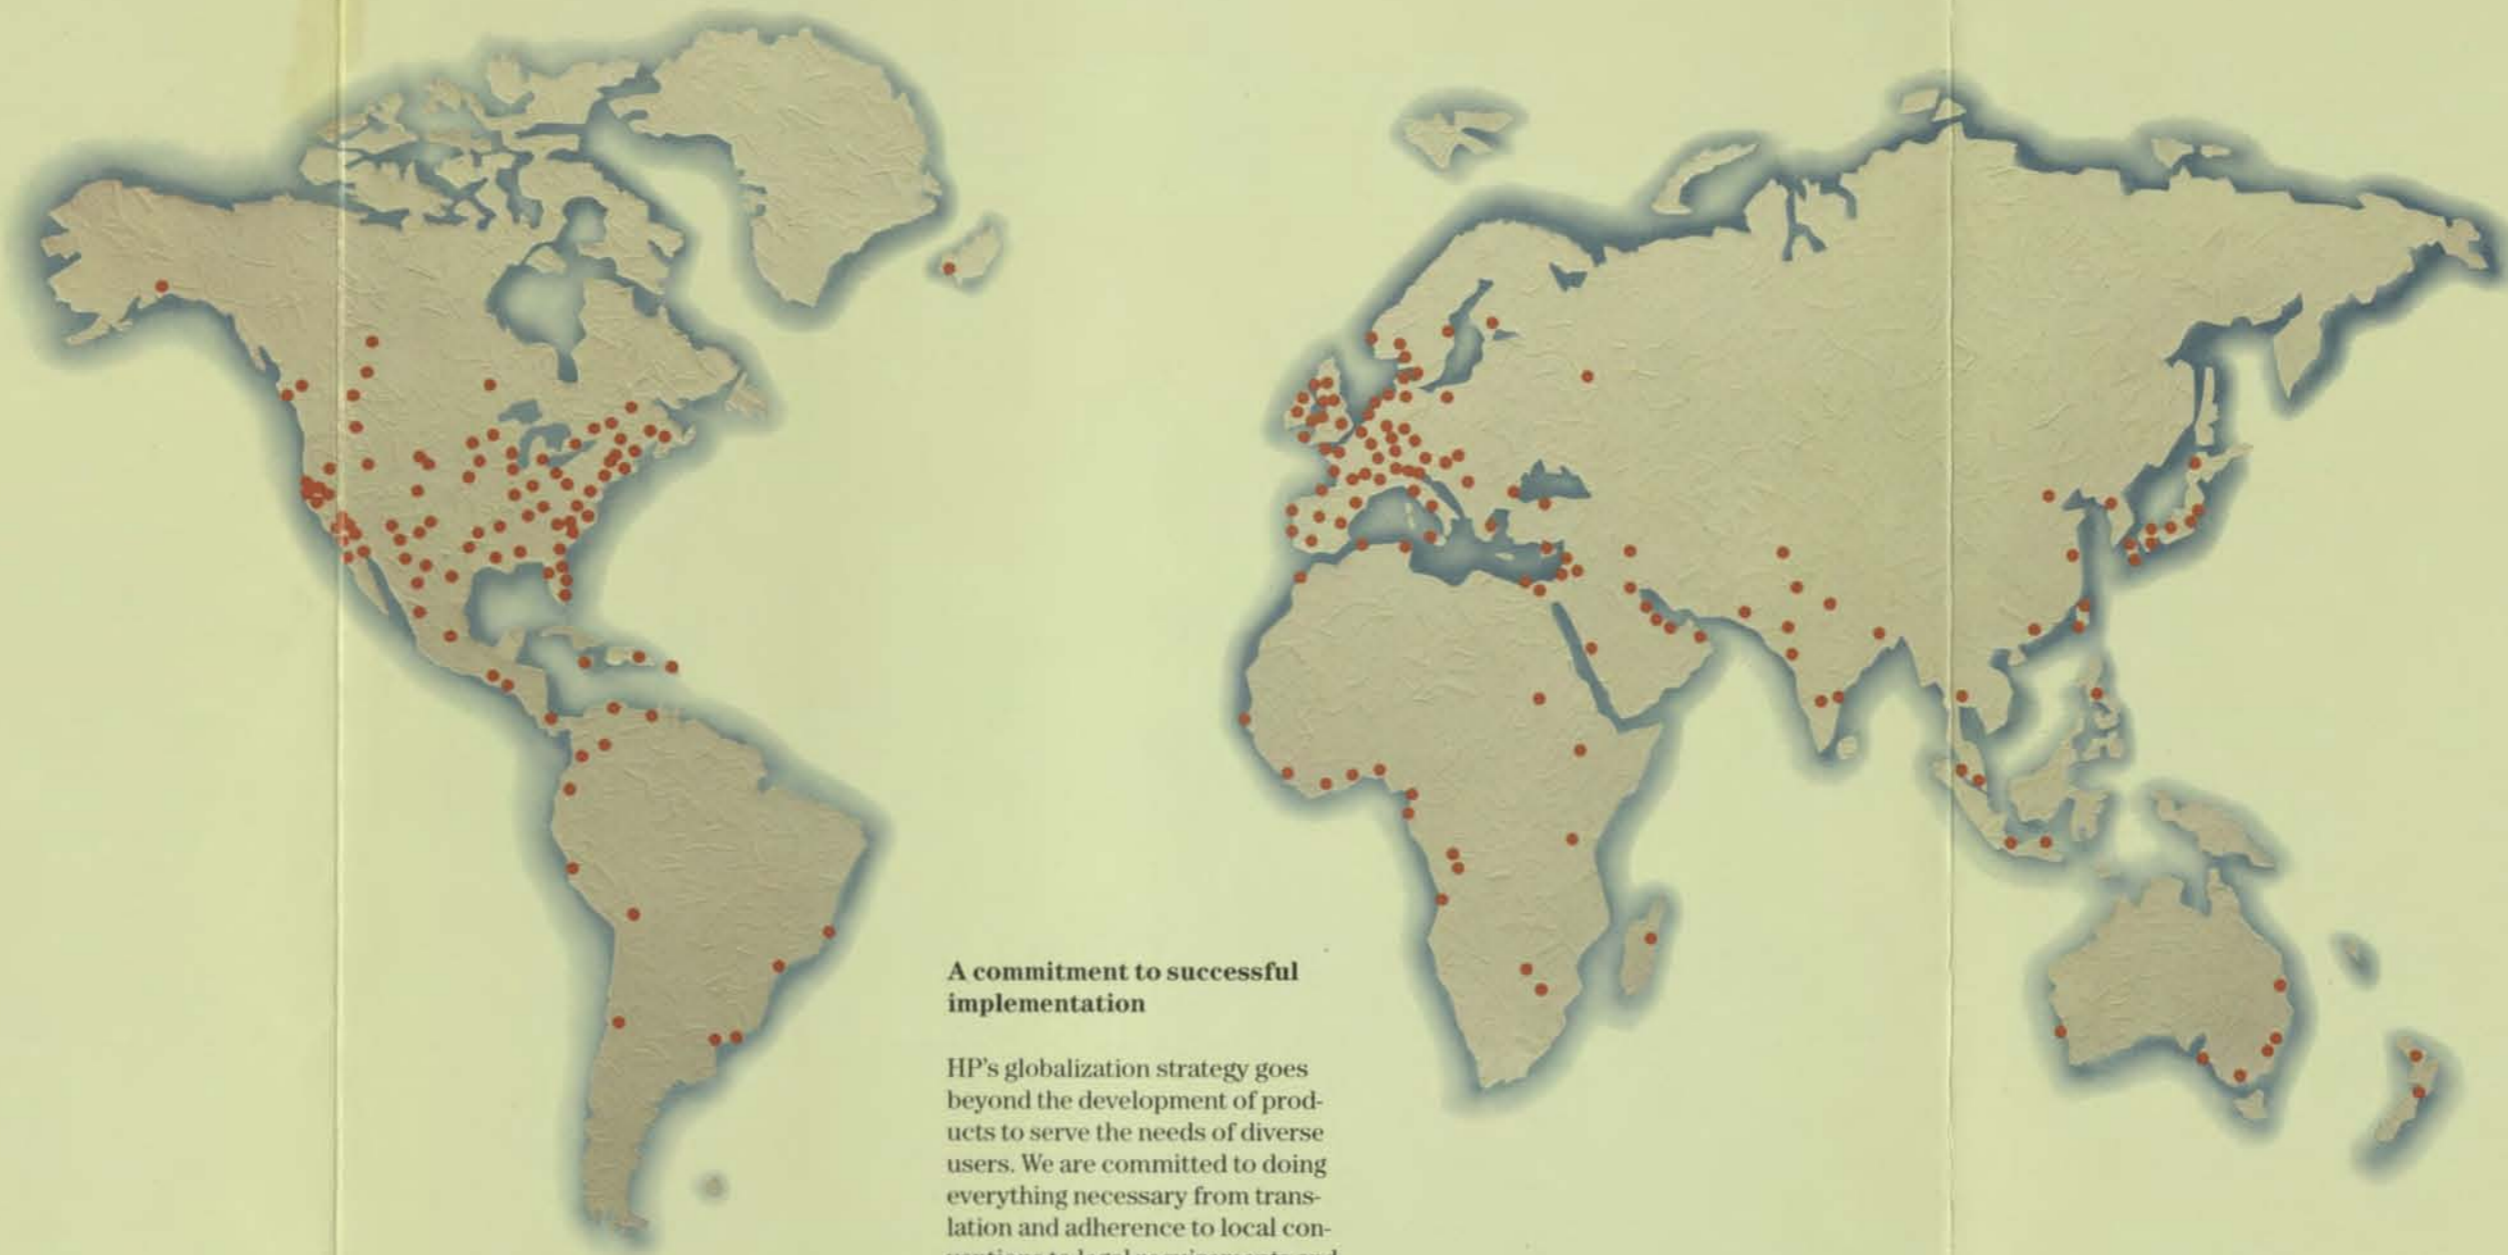 A commitment to successful
implementation
HP's globalization strategy goes
beyond the development of prod-
ucts to serve the needs of diverse
users. We are committed to doing
everything necessary from trans-
lation and adherence to local con-